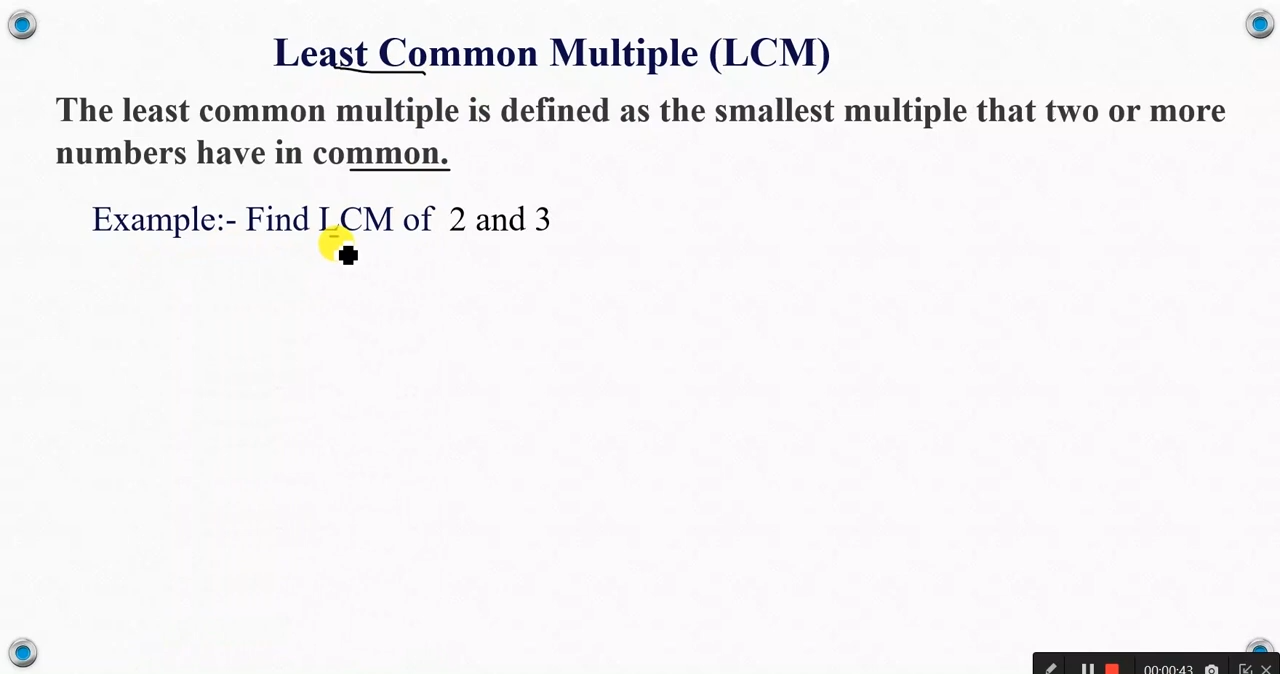 Least Common Multiple (LCM)
The least common multiple is defined as the smallest multiple that two or more
numbers have in common.
Example:- Find LCM of 2 and 3
00:00:43